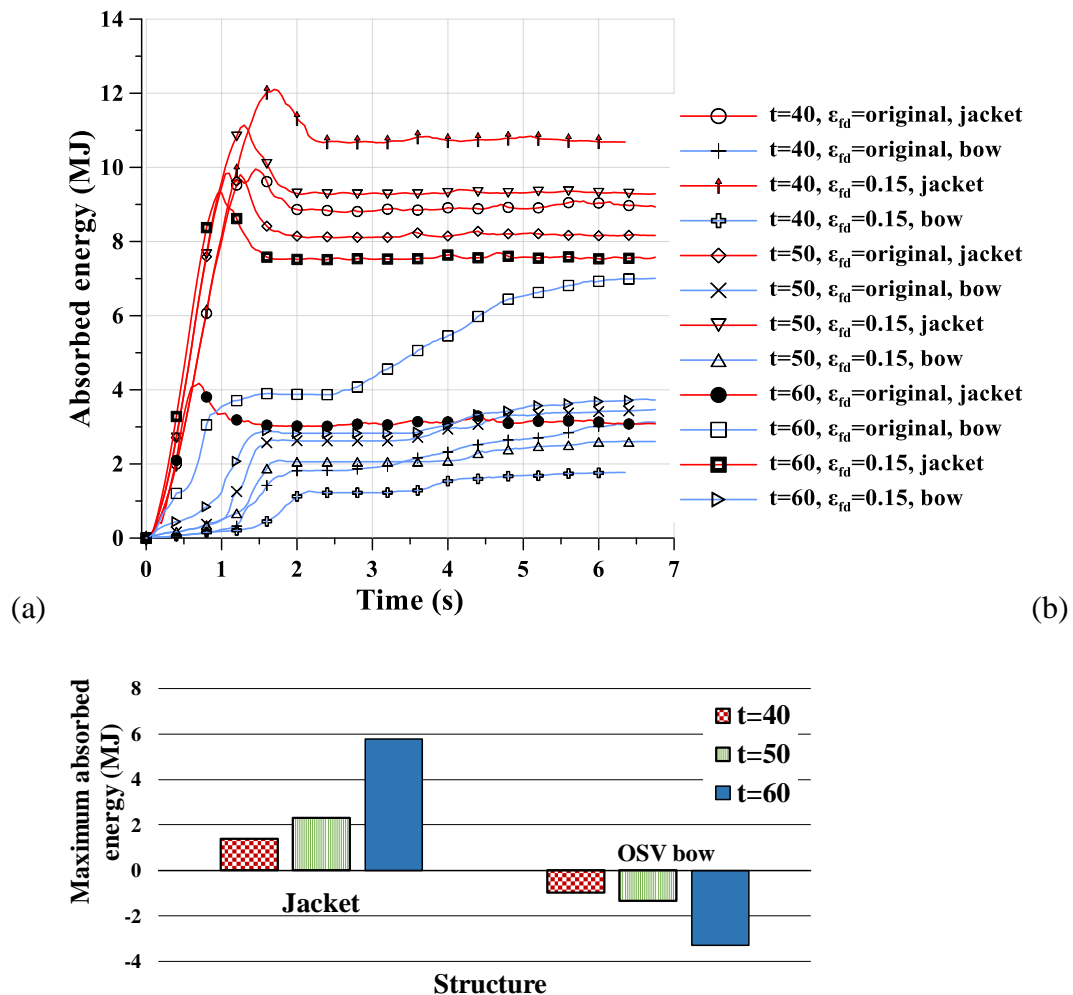 14
12
10
8
6
4
2
0
Absorbed energy (MJ)
0 1 2 3 4 5 6 7
Time (s)
t=40, εfd=original, jacket
t=40, εfd=original, bow
t=40, εfd=0.15, jacket
t=40, εfd=0.15, bow
t=50, εfd=original, jacket
t=50, εfd=original, bow
t=50, εfd=0.15, jacket
t=50, εfd=0.15, bow
t=60, εfd=original, jacket
t=60, εfd=original, bow
t=60, εfd=0.15, jacket
t=60, εfd=0.15, bow
(a) (b)
8
6
4
2
0
-2
-4
Maximum absorbed
energy (MJ)
t=40
t=50
t=60
OSV bow
Jacket
Structure